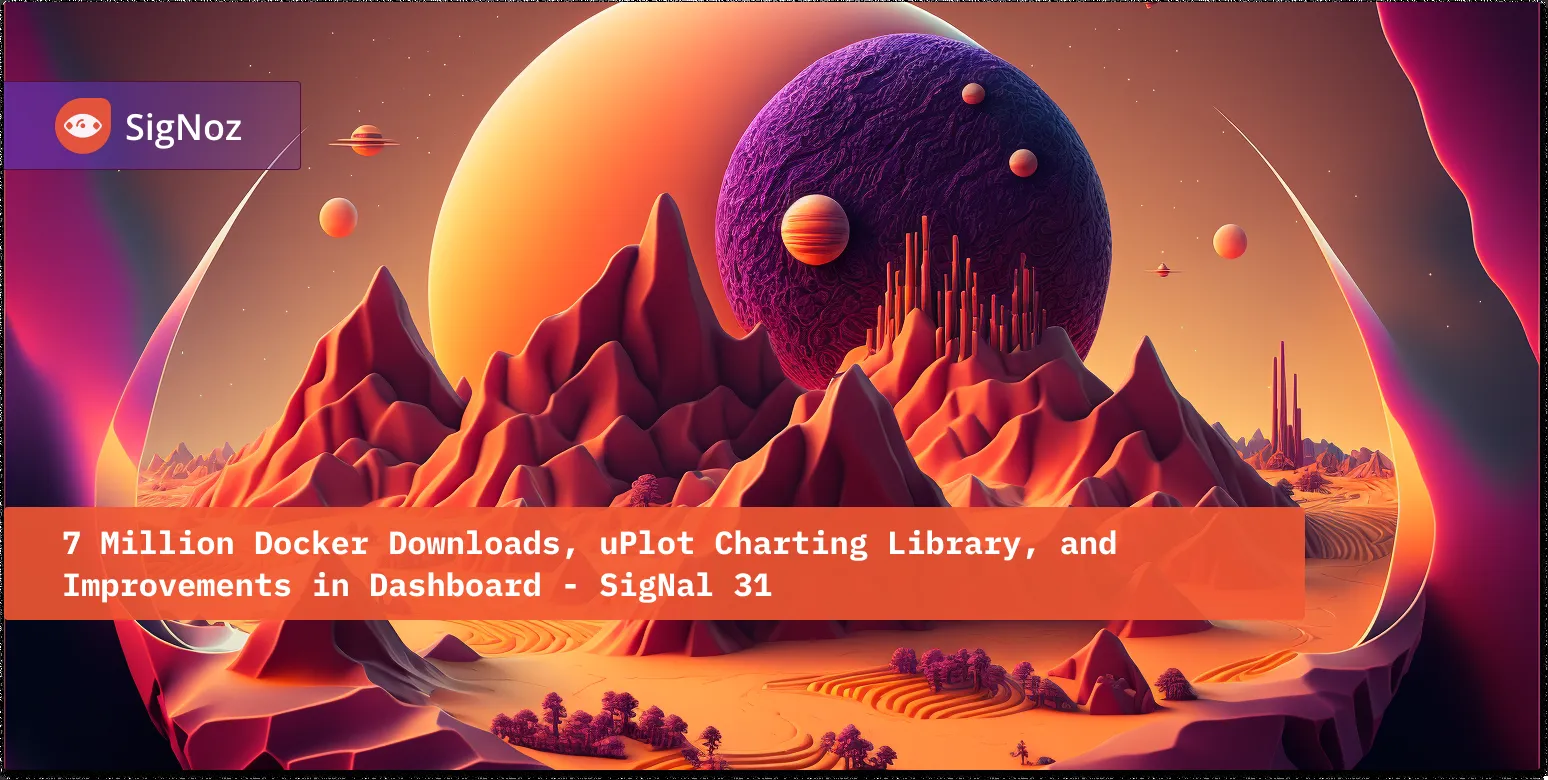 SigNoz
7 Million Docker Downloads, uPlot Charting Library, and
Improvements in Dashboard - SigNal 31